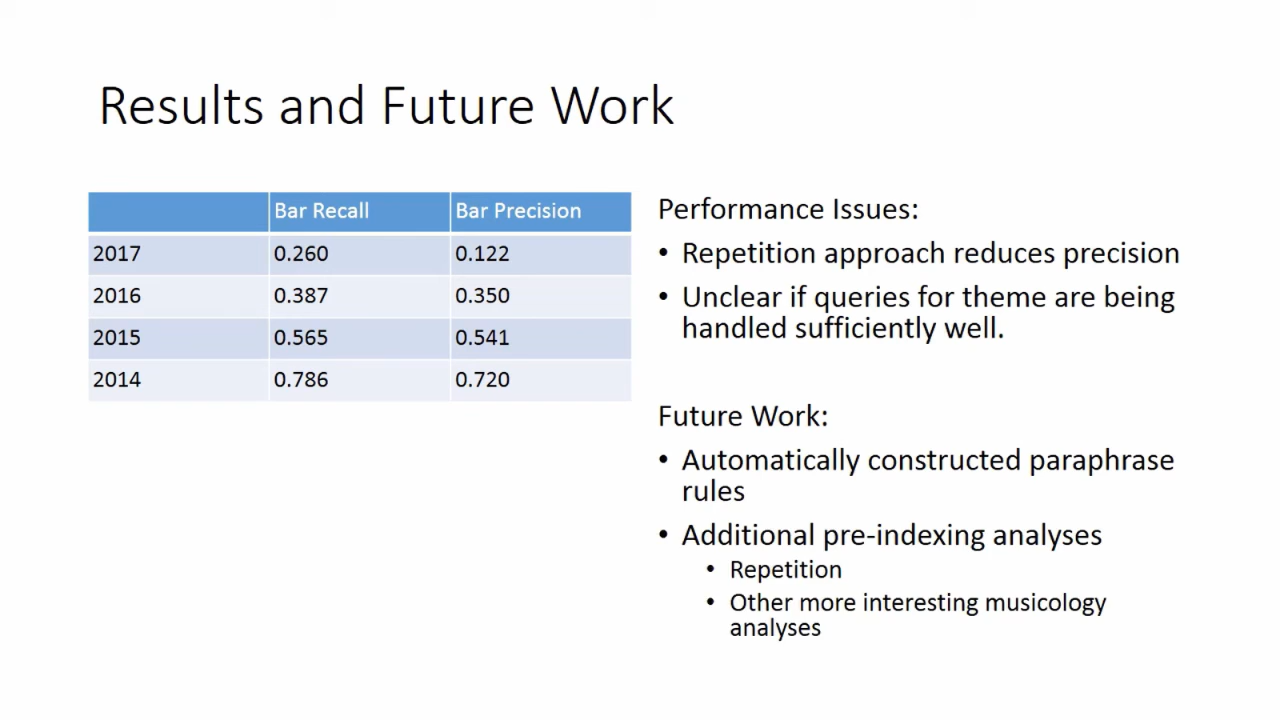 Results and Future Work
Bar Recall Bar Precision
2017 0.260 0.122
2016 0.387 0.350
2015 0.565 0.541
2014 0.786 0.720
Performance Issues:
• Repetition approach reduces precision
• Unclear if queries for theme are being
handled sufficiently well.
Future Work:
• Automatically constructed paraphrase
rules
• Additional pre-indexing analyses
• Repetition
• Other more interesting musicology
analyses